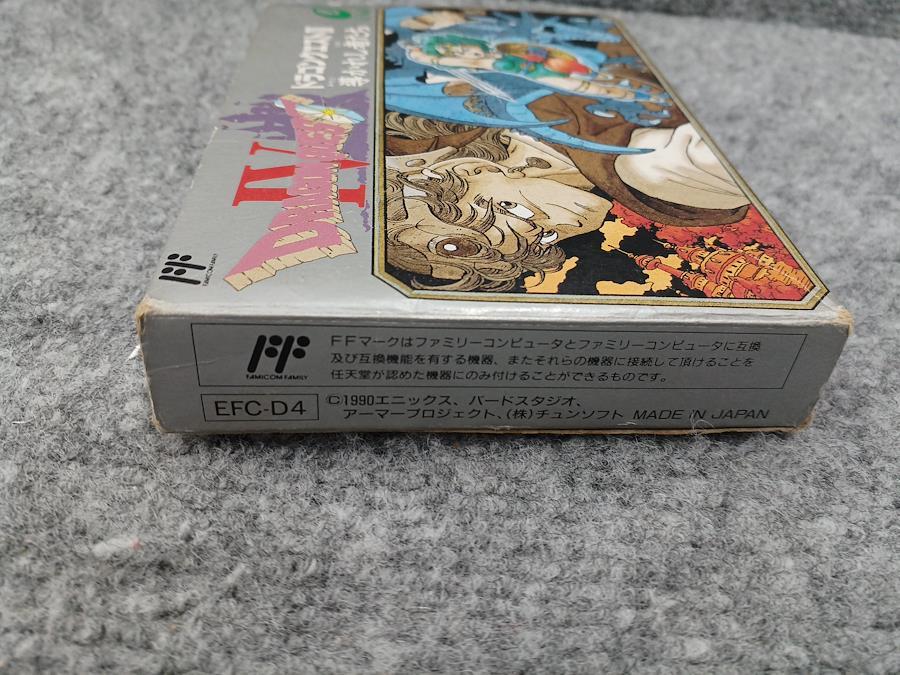 ドラゴンクエストIV
導かれし者たち
DRAGON QUEST
IV
FF
FAMICOM FAMILY
FF
FAMICOM FAMILY
FFマークはファミリーコンピュータとファミリーコンピュータに互換
及び互換機能を有する機器、またそれらの機器に接続して頂けることを
任天堂が認めた機器にのみ付けることができるものです。
EFC-D4
©1990エニックス、バードスタジオ、
アーマープロジェクト、(株)チュンソフト MADE IN JAPAN